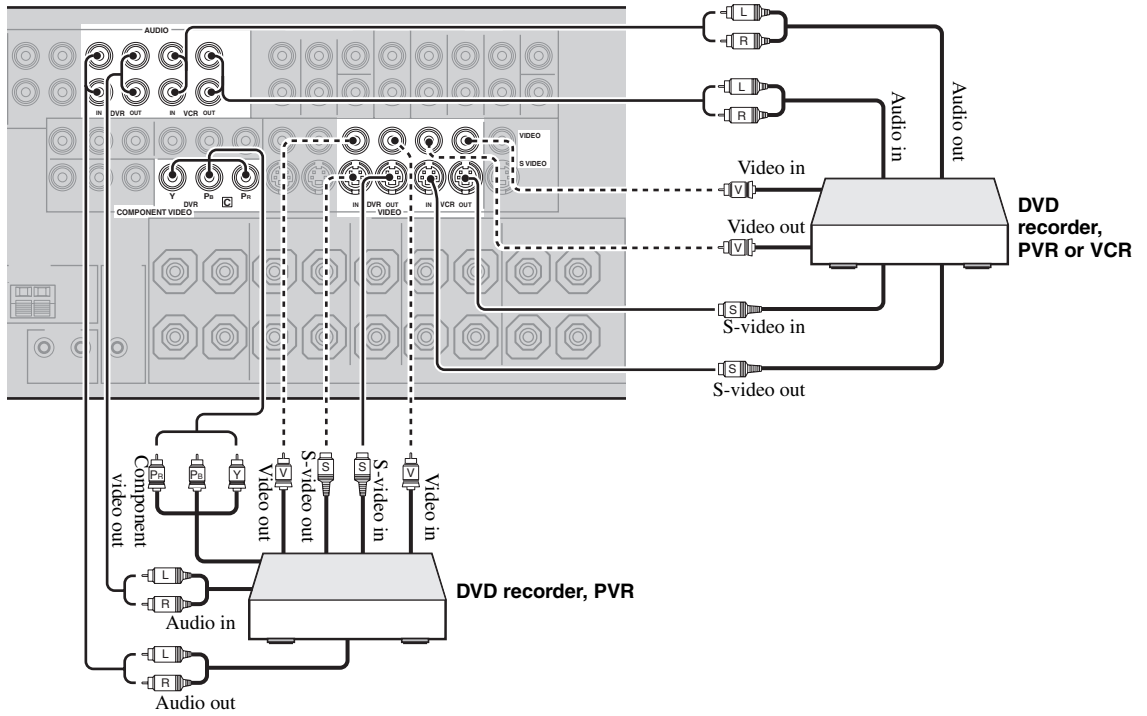 AUDIO
IN DVR OUT IN VCR OUT
VIDEO
S VIDEO
Y PB PR
DVR C
COMPONENT VIDEO
IN DVR OUT IN VCR OUT
VIDEO
L
R
L
R
Audio in
Audio out
Video in
V
Video out
V
DVD
recorder,
PVR or VCR
S
S-video in
S
S-video out
PR PB Y V S S V
Component
video out
Video out
S-video out
S-video in
Video in
L
R
Audio in
DVD recorder, PVR
L
R
Audio out